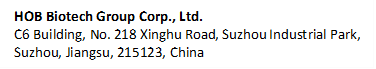 HOB Biotech Group Corp., Ltd.
C6 Building, No. 218 Xinghu Road, Suzhou Industrial Park,
Suzhou, Jiangsu, 215123, China